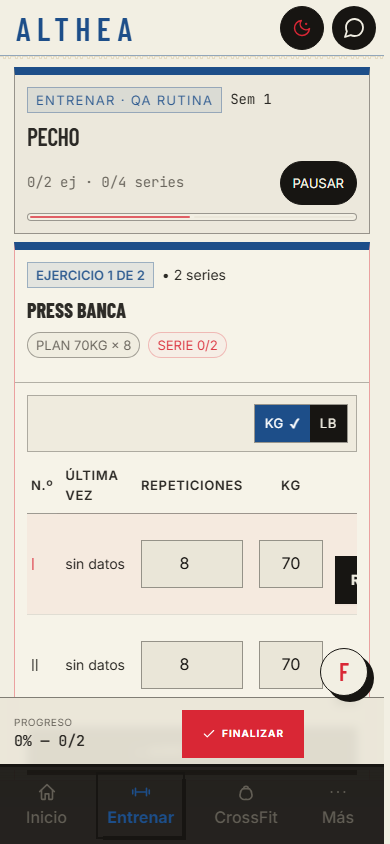 ALTHEA
ENTRENAR · QA RUTINA Sem 1
PECHO
0/2 ej · 0/4 series
PAUSAR
EJERCICIO 1 DE 2 • 2 series
PRESS BANCA
PLAN 70KG × 8 SERIE 0/2
KG ✓ LB
N.º ÚLTIMA VEZ REPETICIONES KG
I sin datos 8 70
II sin datos 8 70
F
PROGRESO
0% — 0/2
✓ FINALIZAR
Inicio Entrenar CrossFit Más